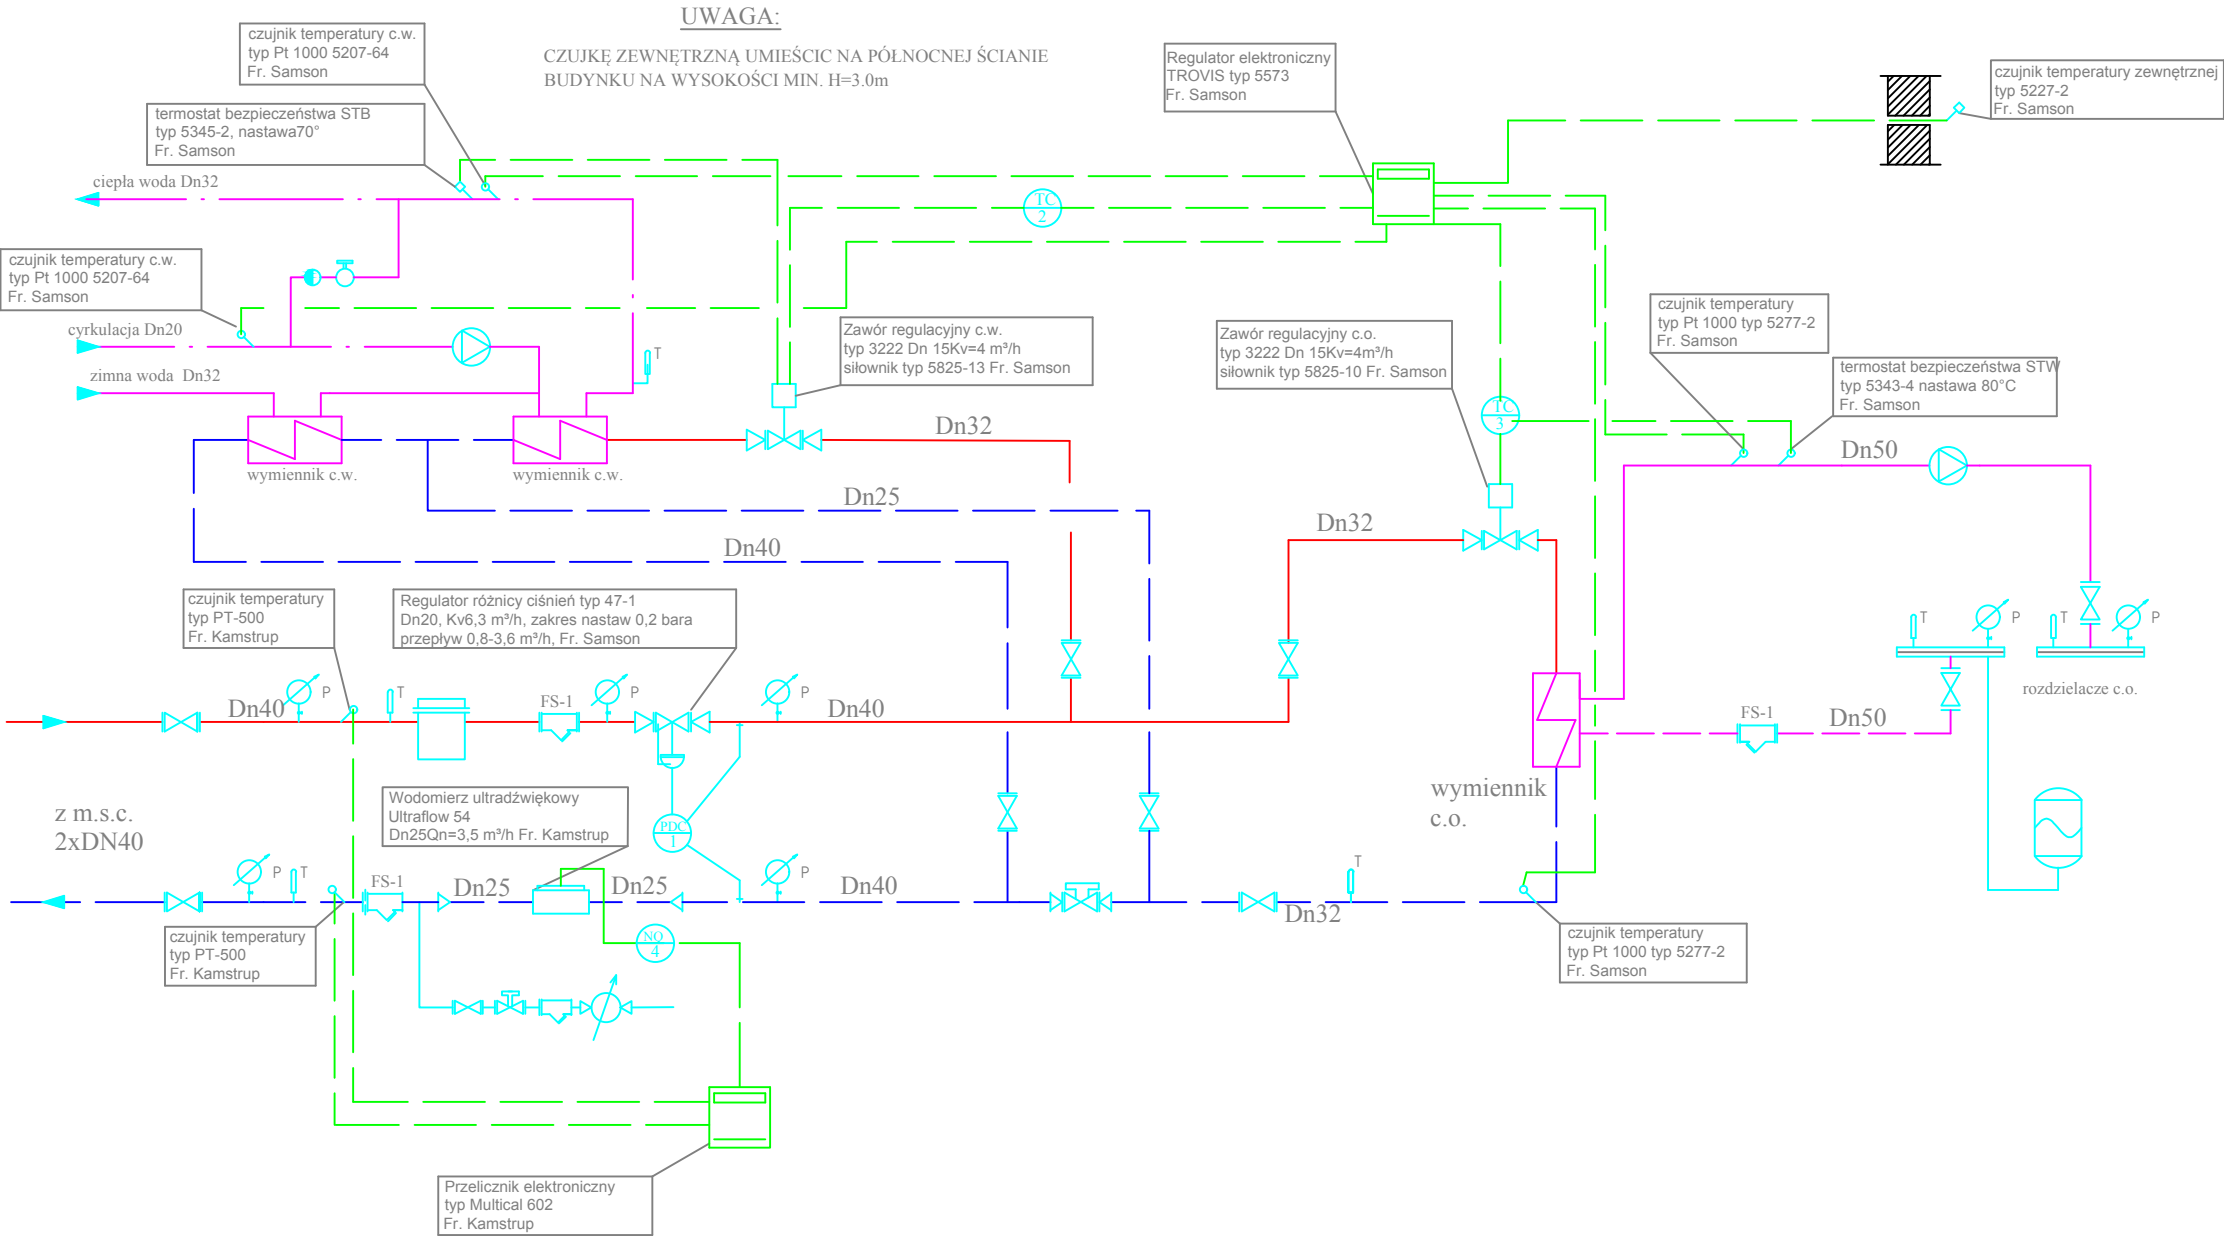 UWAGA:
CZUJKĘ ZEWNĘTRZNĄ UMIEŚCIC NA PÓŁNOCNEJ ŚCIANIE
BUDYNKU NA WYSOKOŚCI MIN. H=3.0m
czujnik temperatury c.w.
typ Pt 1000 5207-64
Fr. Samson
termostat bezpieczeństwa STB
typ 5345-2, nastawa70°
Fr. Samson
Regulator elektroniczny
TROVIS typ 5573
Fr. Samson
czujnik temperatury zewnętrznej
typ 5227-2
Fr. Samson
ciepła woda Dn32
TC
2
czujnik temperatury c.w.
typ Pt 1000 5207-64
Fr. Samson
cyrkulacja Dn20
zimna woda Dn32
T
Zawór regulacyjny c.w.
typ 3222 Dn 15Kv=4 m³/h
siłownik typ 5825-13 Fr. Samson
Zawór regulacyjny c.o.
typ 3222 Dn 15Kv=4m³/h
siłownik typ 5825-10 Fr. Samson
czujnik temperatury
typ Pt 1000 typ 5277-2
Fr. Samson
termostat bezpieczeństwa STW
typ 5343-4 nastawa 80°C
Fr. Samson
TC
3
wymiennik c.w.
wymiennik c.w.
Dn32
Dn50
Dn25
Dn32
Dn40
czujnik temperatury
typ PT-500
Fr. Kamstrup
Regulator różnicy ciśnień typ 47-1
Dn20, Kv6,3 m³/h, zakres nastaw 0,2 bara
przepływ 0,8-3,6 m³/h, Fr. Samson
T
P
T
P
rozdzielacze c.o.
Dn40
P
T
FS-1
P
P
Dn40
FS-1
Dn50
z m.s.c.
2xDN40
Wodomierz ultradźwiękowy
Ultraflow 54
Dn25Qn=3,5 m³/h Fr. Kamstrup
PDC
1
wymiennik
c.o.
P
T
FS-1
Dn25
Dn25
P
Dn40
Dn32
T
czujnik temperatury
typ PT-500
Fr. Kamstrup
NQ
4
czujnik temperatury
typ Pt 1000 typ 5277-2
Fr. Samson
Przelicznik elektroniczny
typ Multical 602
Fr. Kamstrup